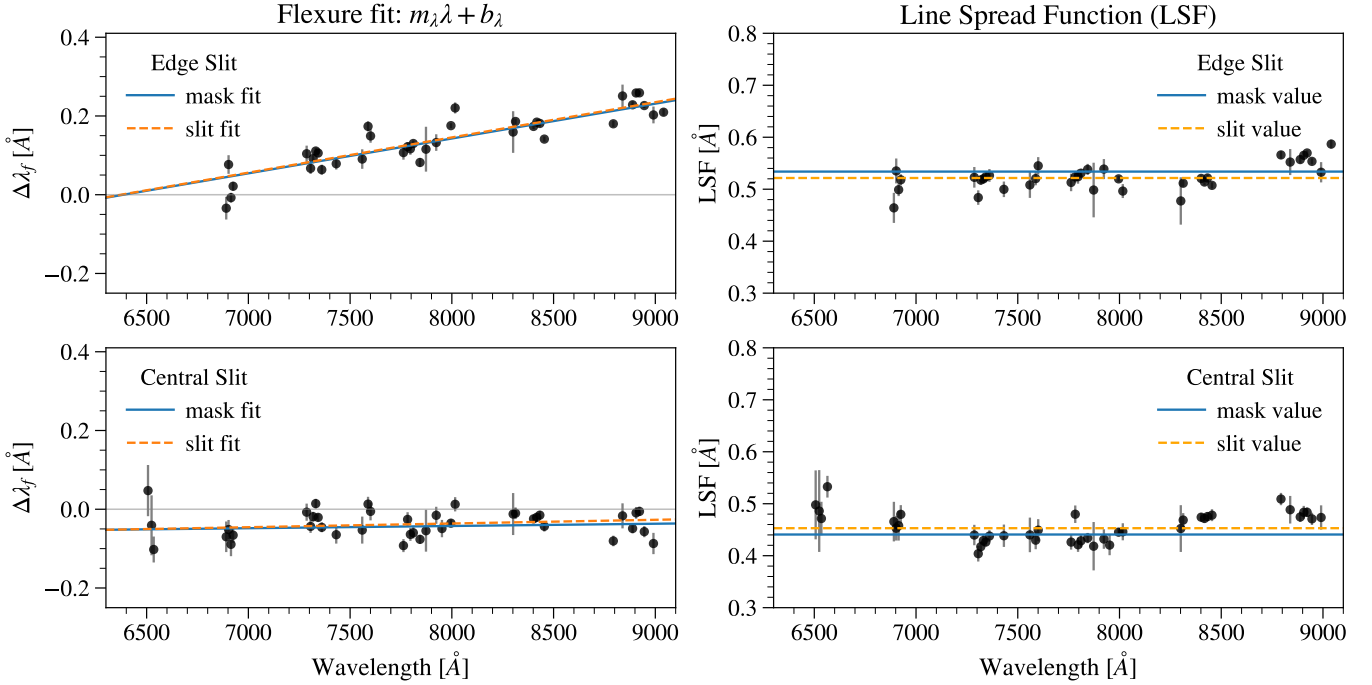 Flexure fit: m_λλ + b_λ
Δλ_f [Å]
0.4
0.2
0.0
−0.2
Edge Slit
mask fit
slit fit
6500 7000 7500 8000 8500 9000
Line Spread Function (LSF)
LSF [Å]
0.8
0.7
0.6
0.5
0.4
0.3
Edge Slit
mask value
slit value
6500 7000 7500 8000 8500 9000
Δλ_f [Å]
0.4
0.2
0.0
−0.2
Central Slit
mask fit
slit fit
6500 7000 7500 8000 8500 9000
Wavelength [Å]
LSF [Å]
0.8
0.7
0.6
0.5
0.4
0.3
Central Slit
mask value
slit value
6500 7000 7500 8000 8500 9000
Wavelength [Å]